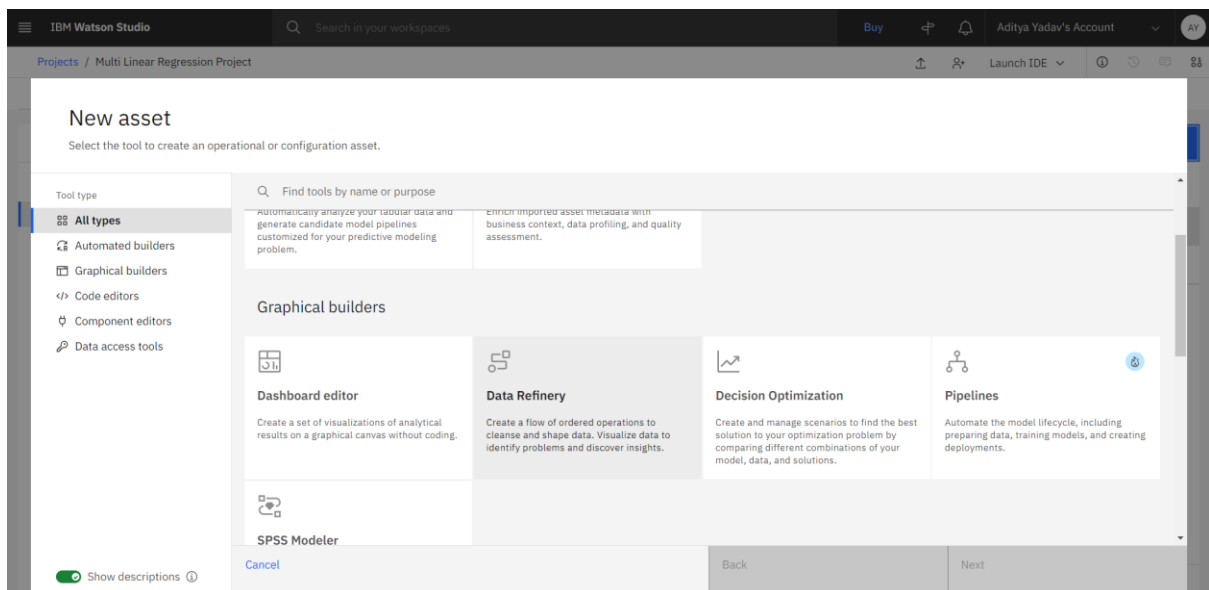 IBM Watson Studio
Search in your workspaces
Buy
Aditya Yadav's Account
AY
Projects / Multi Linear Regression Project
Launch IDE
New asset
Select the tool to create an operational or configuration asset.
Tool type
All types
Automated builders
Graphical builders
Code editors
Component editors
Data access tools
Show descriptions
Find tools by name or purpose
Automatically analyze your tabular data and
generate candidate model pipelines
customized for your predictive modeling
problem.
Enrich imported asset metadata with
business context, data profiling, and quality
assessment.
Graphical builders
Dashboard editor
Create a set of visualizations of analytical
results on a graphical canvas without coding.
Data Refinery
Create a flow of ordered operations to
cleanse and shape data. Visualize data to
identify problems and discover insights.
Decision Optimization
Create and manage scenarios to find the best
solution to your optimization problem by
comparing different combinations of your
model, data, and solutions.
Pipelines
Automate the model lifecycle, including
preparing data, training models, and creating
deployments.
SPSS Modeler
Cancel
Back
Next